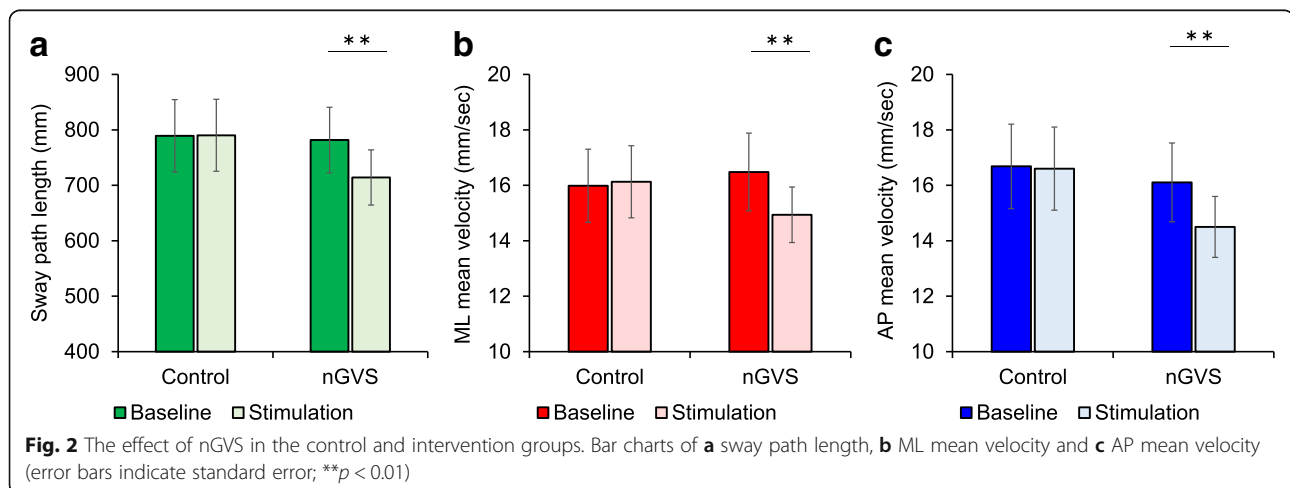 a
**
Sway path length (mm)
900
800
700
600
500
400
Control nGVS
Baseline Stimulation
b
**
ML mean velocity (mm/sec)
20
18
16
14
12
10
Control nGVS
Baseline Stimulation
c
**
AP mean velocity (mm/sec)
20
18
16
14
12
10
Control nGVS
Baseline Stimulation
Fig. 2 The effect of nGVS in the control and intervention groups. Bar charts of a sway path length, b ML mean velocity and c AP mean velocity
(error bars indicate standard error; **p < 0.01)